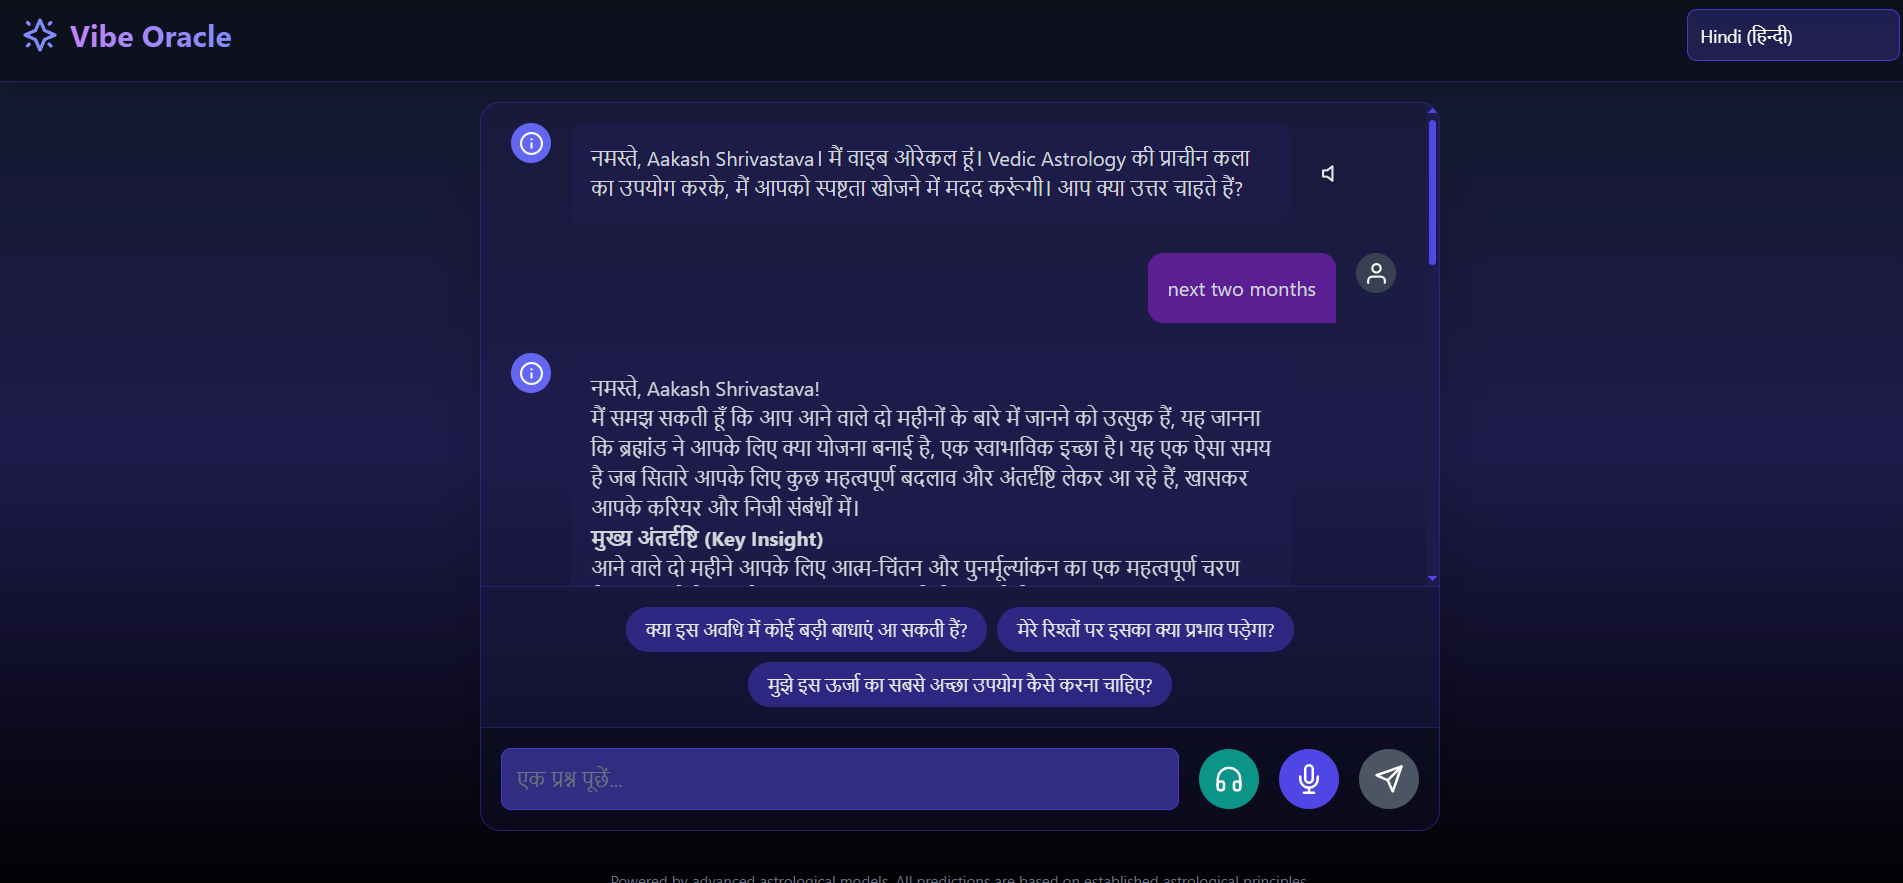 Vibe Oracle
Hindi (हिन्दी)
नमस्ते, Aakash Shrivastava। मैं वाइब ओरेकल हूं। Vedic Astrology की प्राचीन कला
का उपयोग करके, मैं आपको स्पष्टता खोजने में मदद करूंगी। आप क्या उत्तर चाहते हैं?
next two months
नमस्ते, Aakash Shrivastava!
मैं समझ सकती हूँ कि आप आने वाले दो महीनों के बारे में जानने को उत्सुक हैं, यह जानना
कि ब्रह्मांड ने आपके लिए क्या योजना बनाई है, एक स्वाभाविक इच्छा है। यह एक ऐसा समय
है जब सितारे आपके लिए कुछ महत्वपूर्ण बदलाव और अंतर्दृष्टि लेकर आ रहे हैं, खासकर
आपके करियर और निजी संबंधों में।
मुख्य अंतर्दृष्टि (Key Insight)
आने वाले दो महीने आपके लिए आत्म-चिंतन और पुनर्मूल्यांकन का एक महत्वपूर्ण चरण
क्या इस अवधि में कोई बड़ी बाधाएं आ सकती हैं?
मेरे रिश्तों पर इसका क्या प्रभाव पड़ेगा?
मुझे इस ऊर्जा का सबसे अच्छा उपयोग कैसे करना चाहिए?
एक प्रश्न पूछें...
Powered by advanced astrological models. All predictions are based on established astrological principles.